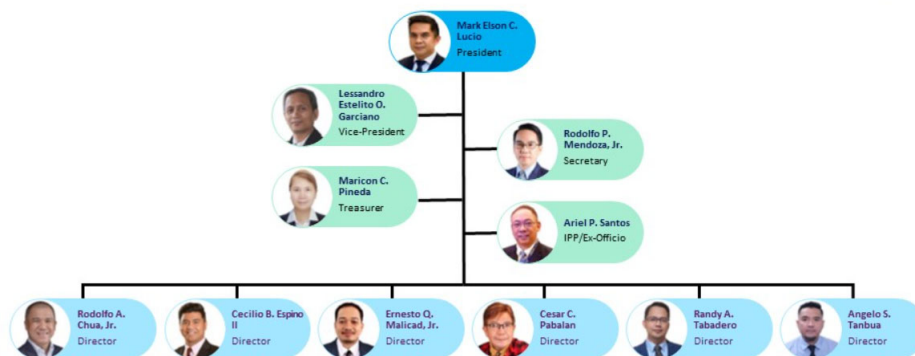 Mark Elson C.
Lucio
President
Lessandro
Estelito O.
Garciano
Vice-President
Rodolfo P.
Mendoza, Jr.
Secretary
Maricon C.
Pineda
Treasurer
Ariel P. Santos
IPP/Ex-Officio
Rodolfo A.
Chua, Jr.
Director
Cecilio B. Espino
II
Director
Ernesto Q.
Malicad, Jr.
Director
Cesar C.
Pabalan
Director
Randy A.
Tabadero
Director
Angelo S.
Tanbua
Director